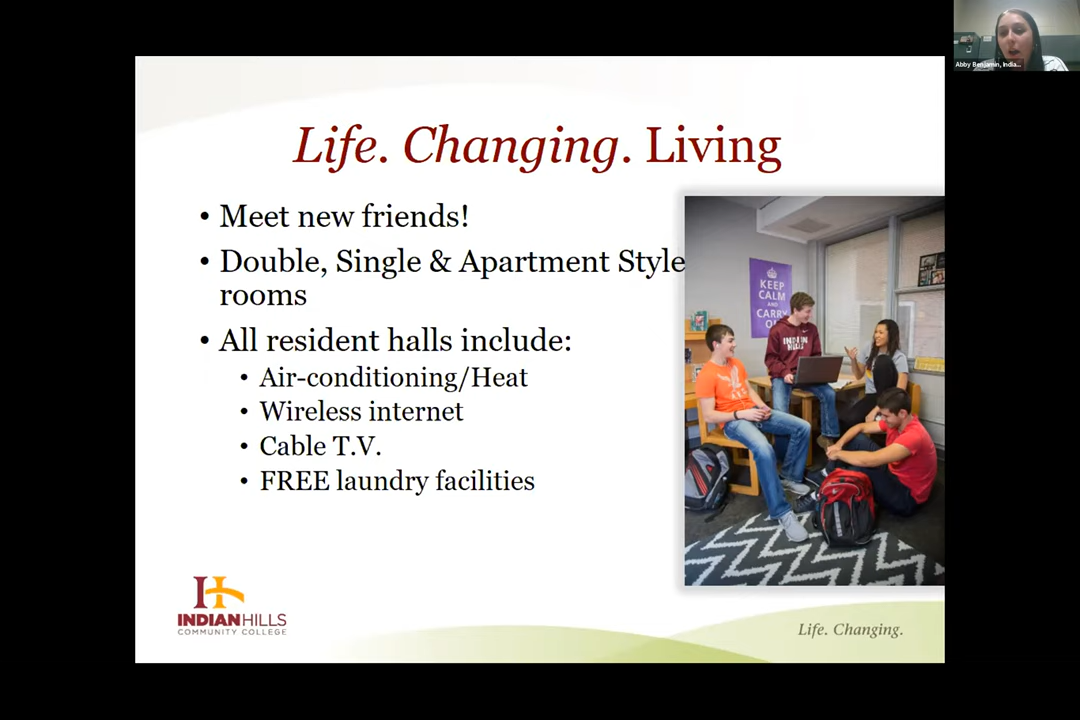 Abby Benjamin, India...
Life. Changing. Living
• Meet new friends!
• Double, Single & Apartment Style
rooms
• All resident halls include:
• Air-conditioning/Heat
• Wireless internet
• Cable T.V.
• FREE laundry facilities
KEEP
CALM
AND
CARRY
INDIAN
HILLS
INDIAN HILLS
COMMUNITY COLLEGE
Life. Changing.